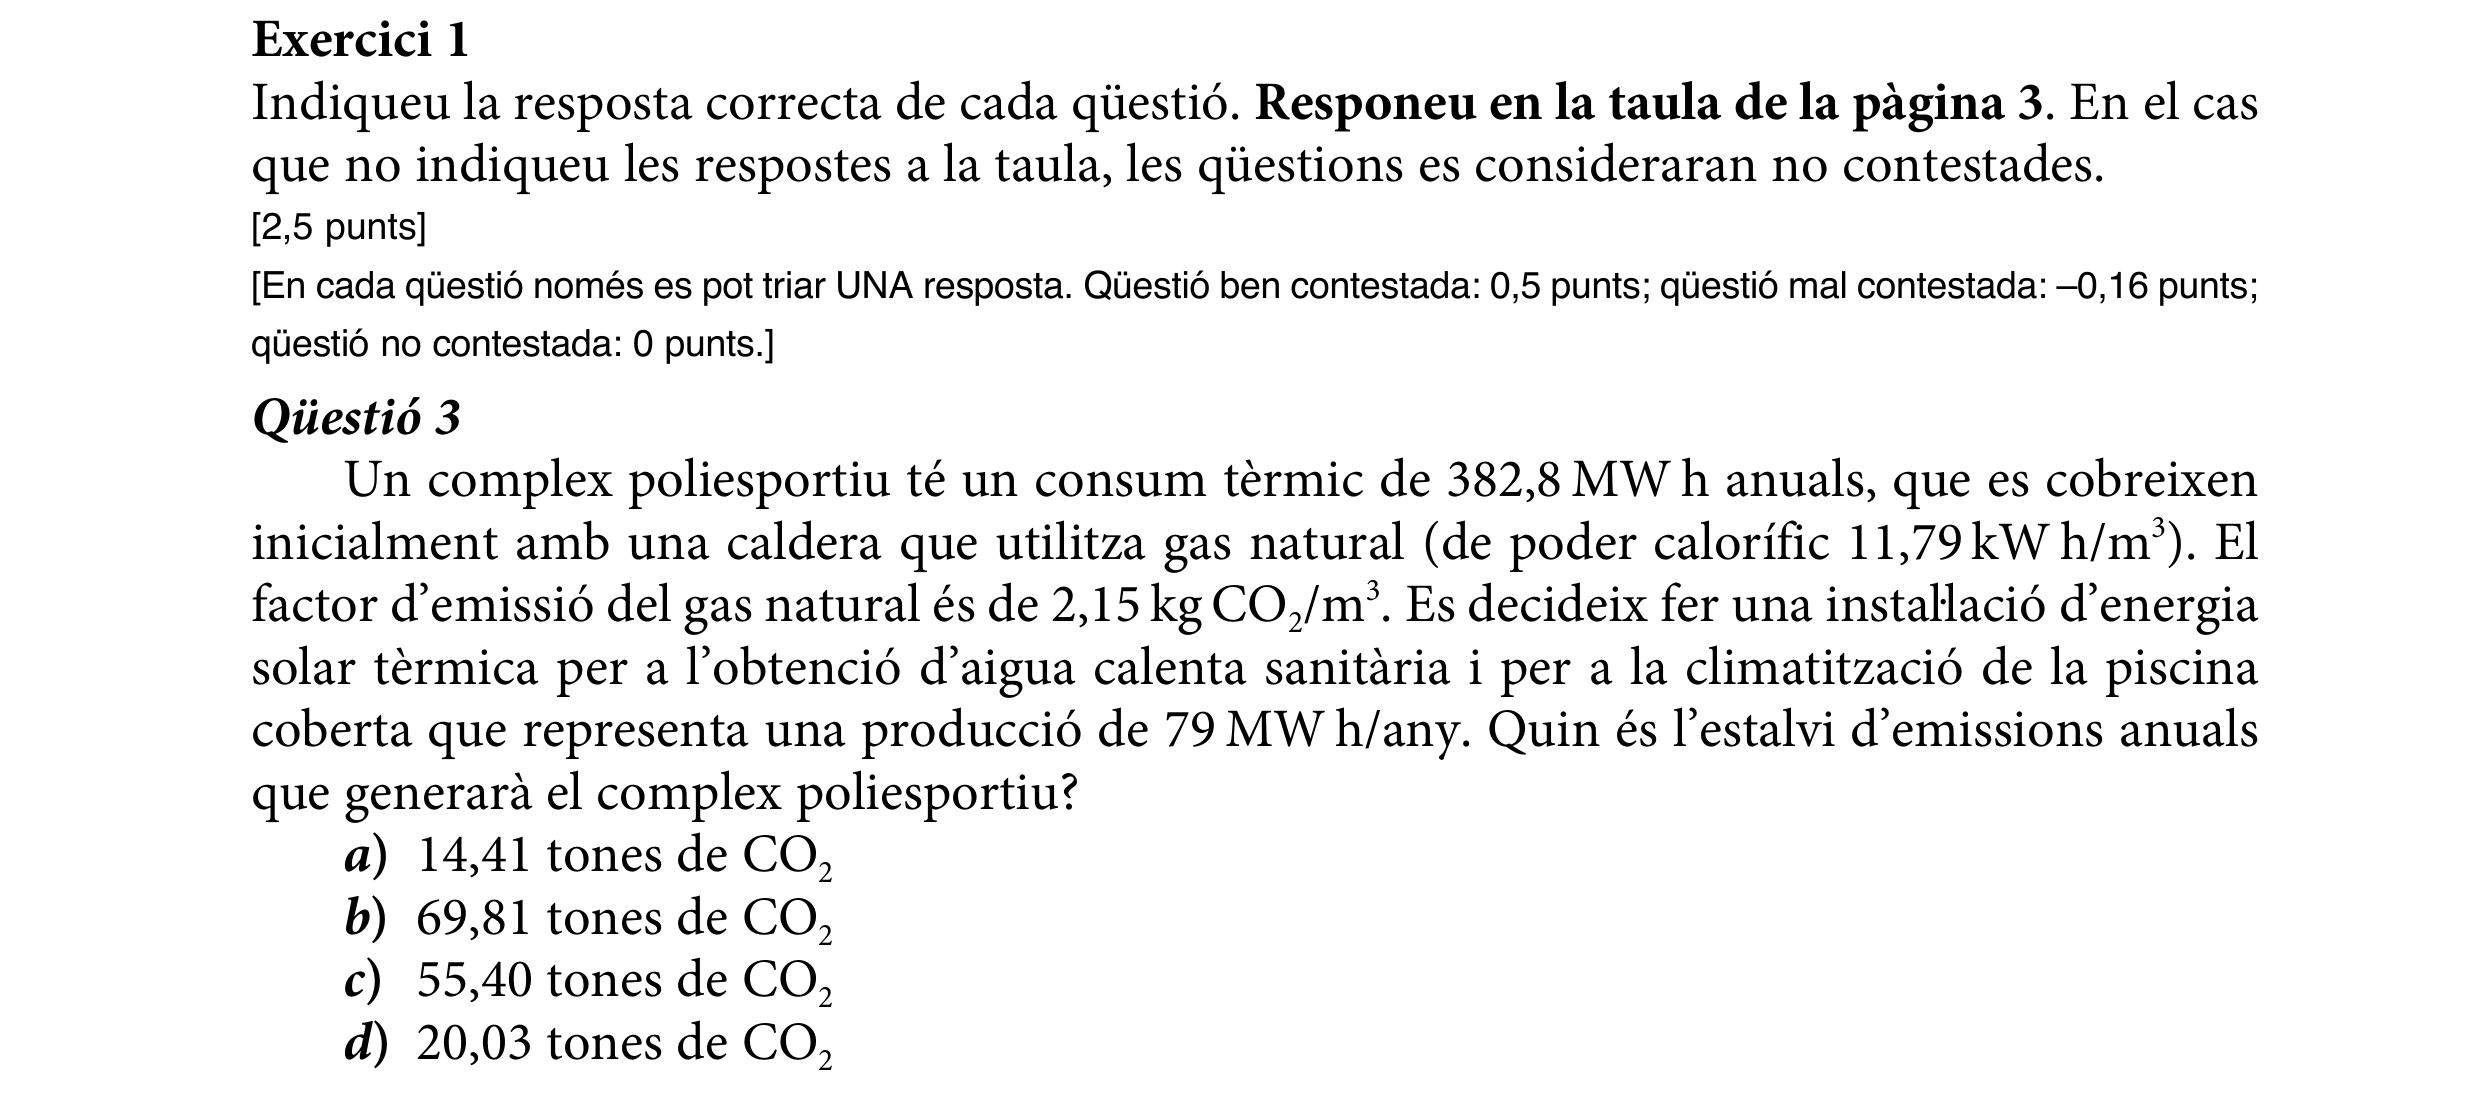 Exercici 1
Indiqueu la resposta correcta de cada qüestió. Responeu en la taula de la pàgina 3. En el cas
que no indiqueu les respostes a la taula, les qüestions es consideraran no contestades.
[2,5 punts]
[En cada qüestió només es pot triar UNA resposta. Qüestió ben contestada: 0,5 punts; qüestió mal contestada: –0,16 punts;
qüestió no contestada: 0 punts.]
Qüestió 3
Un complex poliesportiu té un consum tèrmic de 382,8 MW h anuals, que es cobreixen
inicialment amb una caldera que utilitza gas natural (de poder calorífic 11,79 kW h/m³). El
factor d’emissió del gas natural és de 2,15 kg CO₂/m³. Es decideix fer una instal·lació d’energia
solar tèrmica per a l’obtenció d’aigua calenta sanitària i per a la climatització de la piscina
coberta que representa una producció de 79 MW h/any. Quin és l’estalvi d’emissions anuals
que generarà el complex poliesportiu?
a) 14,41 tones de CO₂
b) 69,81 tones de CO₂
c) 55,40 tones de CO₂
d) 20,03 tones de CO₂